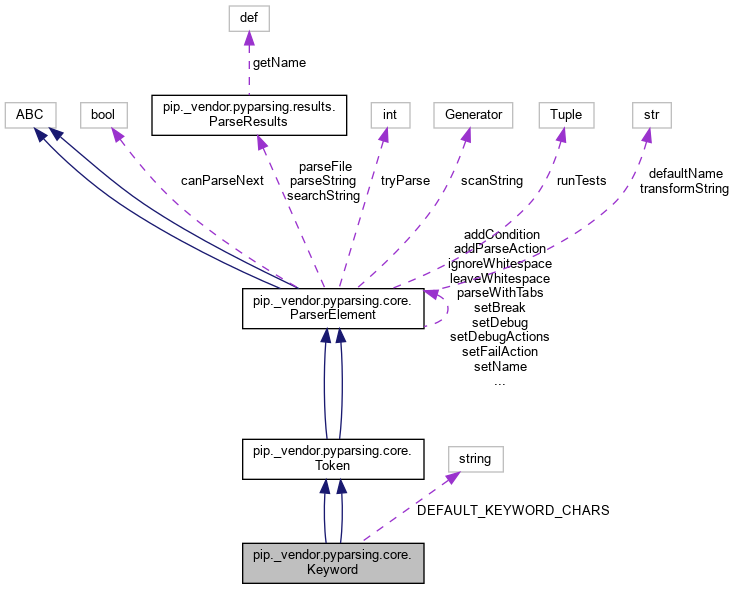 def
getName
pip._vendor.pyparsing.results.
ParseResults
ABC
bool
int
Generator
Tuple
str
canParseNext
parseFile
parseString
searchString
tryParse
scanString
runTests
defaultName
transformString
addCondition
addParseAction
ignoreWhitespace
leaveWhitespace
parseWithTabs
setBreak
setDebug
setDebugActions
setFailAction
setName
...
pip._vendor.pyparsing.core.
ParserElement
pip._vendor.pyparsing.core.
Token
string
DEFAULT_KEYWORD_CHARS
pip._vendor.pyparsing.core.
Keyword